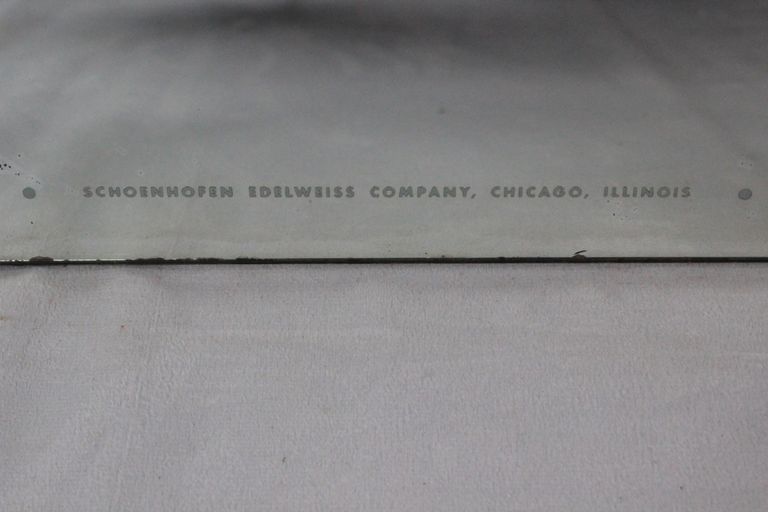 SCHOENHOFEN EDELWEISS COMPANY, CHICAGO, ILLINOIS